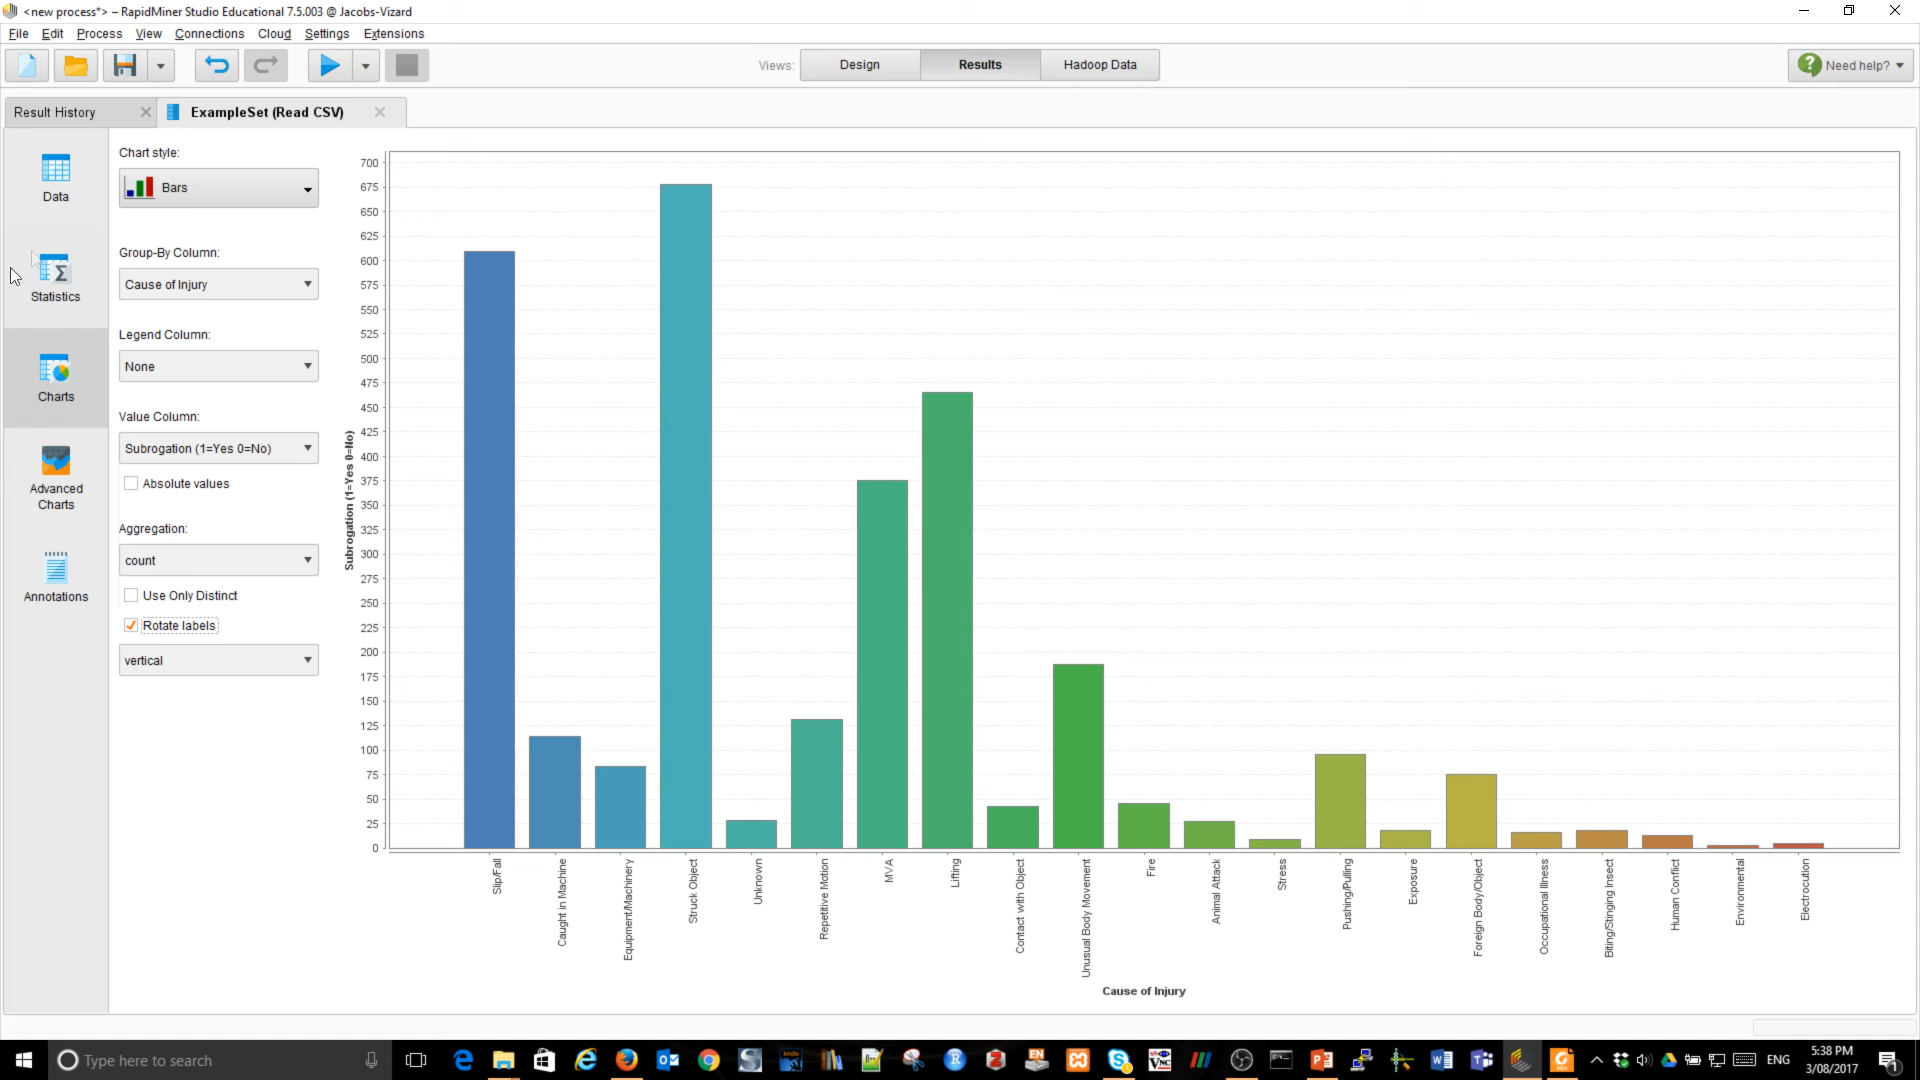 <new process*> – RapidMiner Studio Educational 7.5.003 @ Jacobs-Vizard
File Edit Process View Connections Cloud Settings Extensions
Views: Design Results Hadoop Data
Need help?
Result History
ExampleSet (Read CSV)
Data
Statistics
Charts
Advanced
Charts
Annotations
Chart style:
Bars
Group-By Column:
Cause of Injury
Legend Column:
None
Value Column:
Subrogation (1=Yes 0=No)
Absolute values
Aggregation:
count
Use Only Distinct
Rotate labels
vertical
Subrogation (1=Yes 0=No)
700
675
650
625
600
575
550
525
500
475
450
425
400
375
350
325
300
275
250
225
200
175
150
125
100
75
50
25
0
Slip/Fall
Caught in Machine
Equipment/Machinery
Struck Object
Unknown
Repetitive Motion
MVA
Lifting
Contact with Object
Unusual Body Movement
Fire
Animal Attack
Stress
Pushing/Pulling
Exposure
Foreign Body/Object
Occupational Illness
Biting/Stinging Insect
Human Conflict
Environmental
Electrocution
Cause of Injury
Type here to search
ENG
5:38 PM
3/08/2017